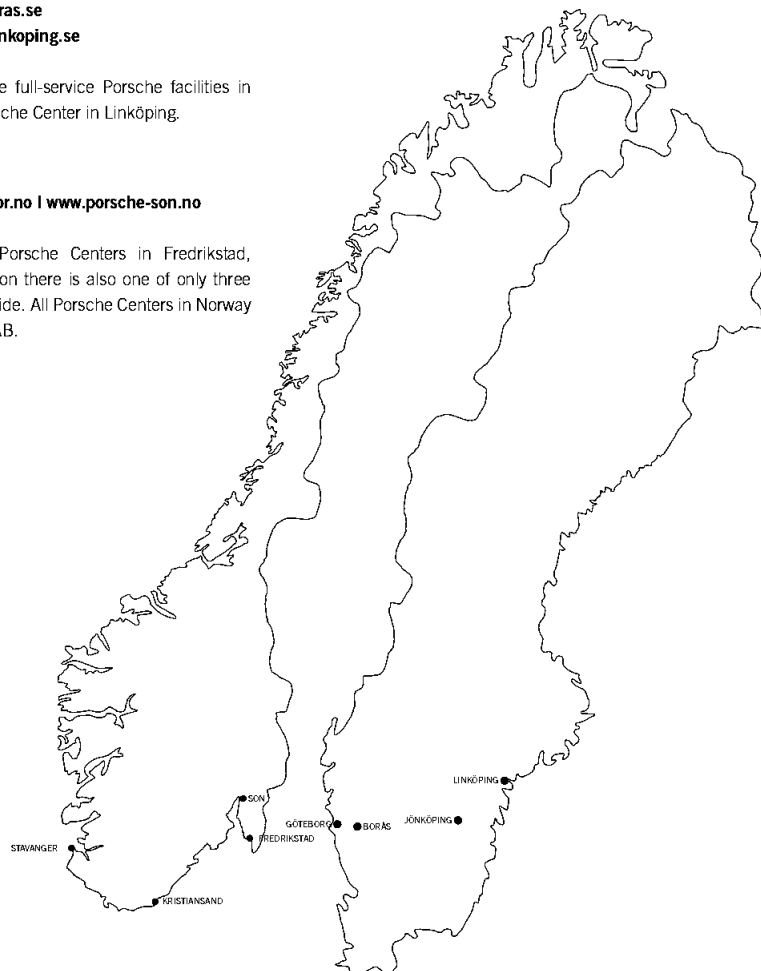 ras.se
nkoping.se
e full-service Porsche facilities in
sche Center in Linköping.
or.no I www.porsche-son.no
Porsche Centers in Fredrikstad,
on there is also one of only three
ide. All Porsche Centers in Norway
AB.
LINKÖPING
SON
GÖTEBORG
BORÅS
JÖNKÖPING
FREDRIKSTAD
STAVANGER
KRISTIANSAND